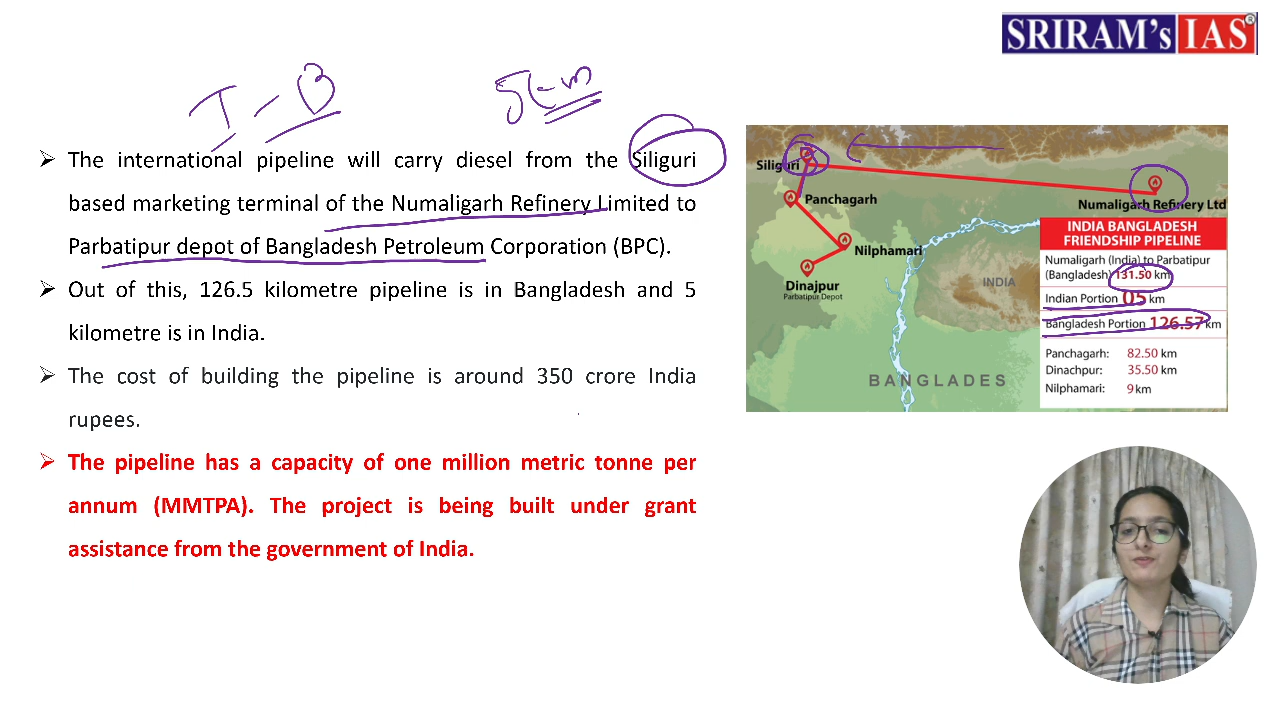 SRIRAM's IAS
I - B
The international pipeline will carry diesel from the Siliguri
based marketing terminal of the Numaligarh Refinery Limited to
Parbatipur depot of Bangladesh Petroleum Corporation (BPC).
Out of this, 126.5 kilometre pipeline is in Bangladesh and 5
kilometre is in India.
The cost of building the pipeline is around 350 crore India
rupees.
The pipeline has a capacity of one million metric tonne per
annum (MMTPA). The project is being built under grant
assistance from the government of India.
Siliguri
Panchagarh
Numaligarh Refinery Ltd
Nilphamari
Dinajpur
Parbatipur Depot
INDIA
BANGLADES
INDIA BANGLADESH
FRIENDSHIP PIPELINE
Numaligarh (India) to Parbatipur
(Bangladesh) 131.50 km
Indian Portion 05 km
Bangladesh Portion 126.57 km
Panchagarh: 82.50 km
Dinachpur: 35.50 km
Nilphamari: 9 km